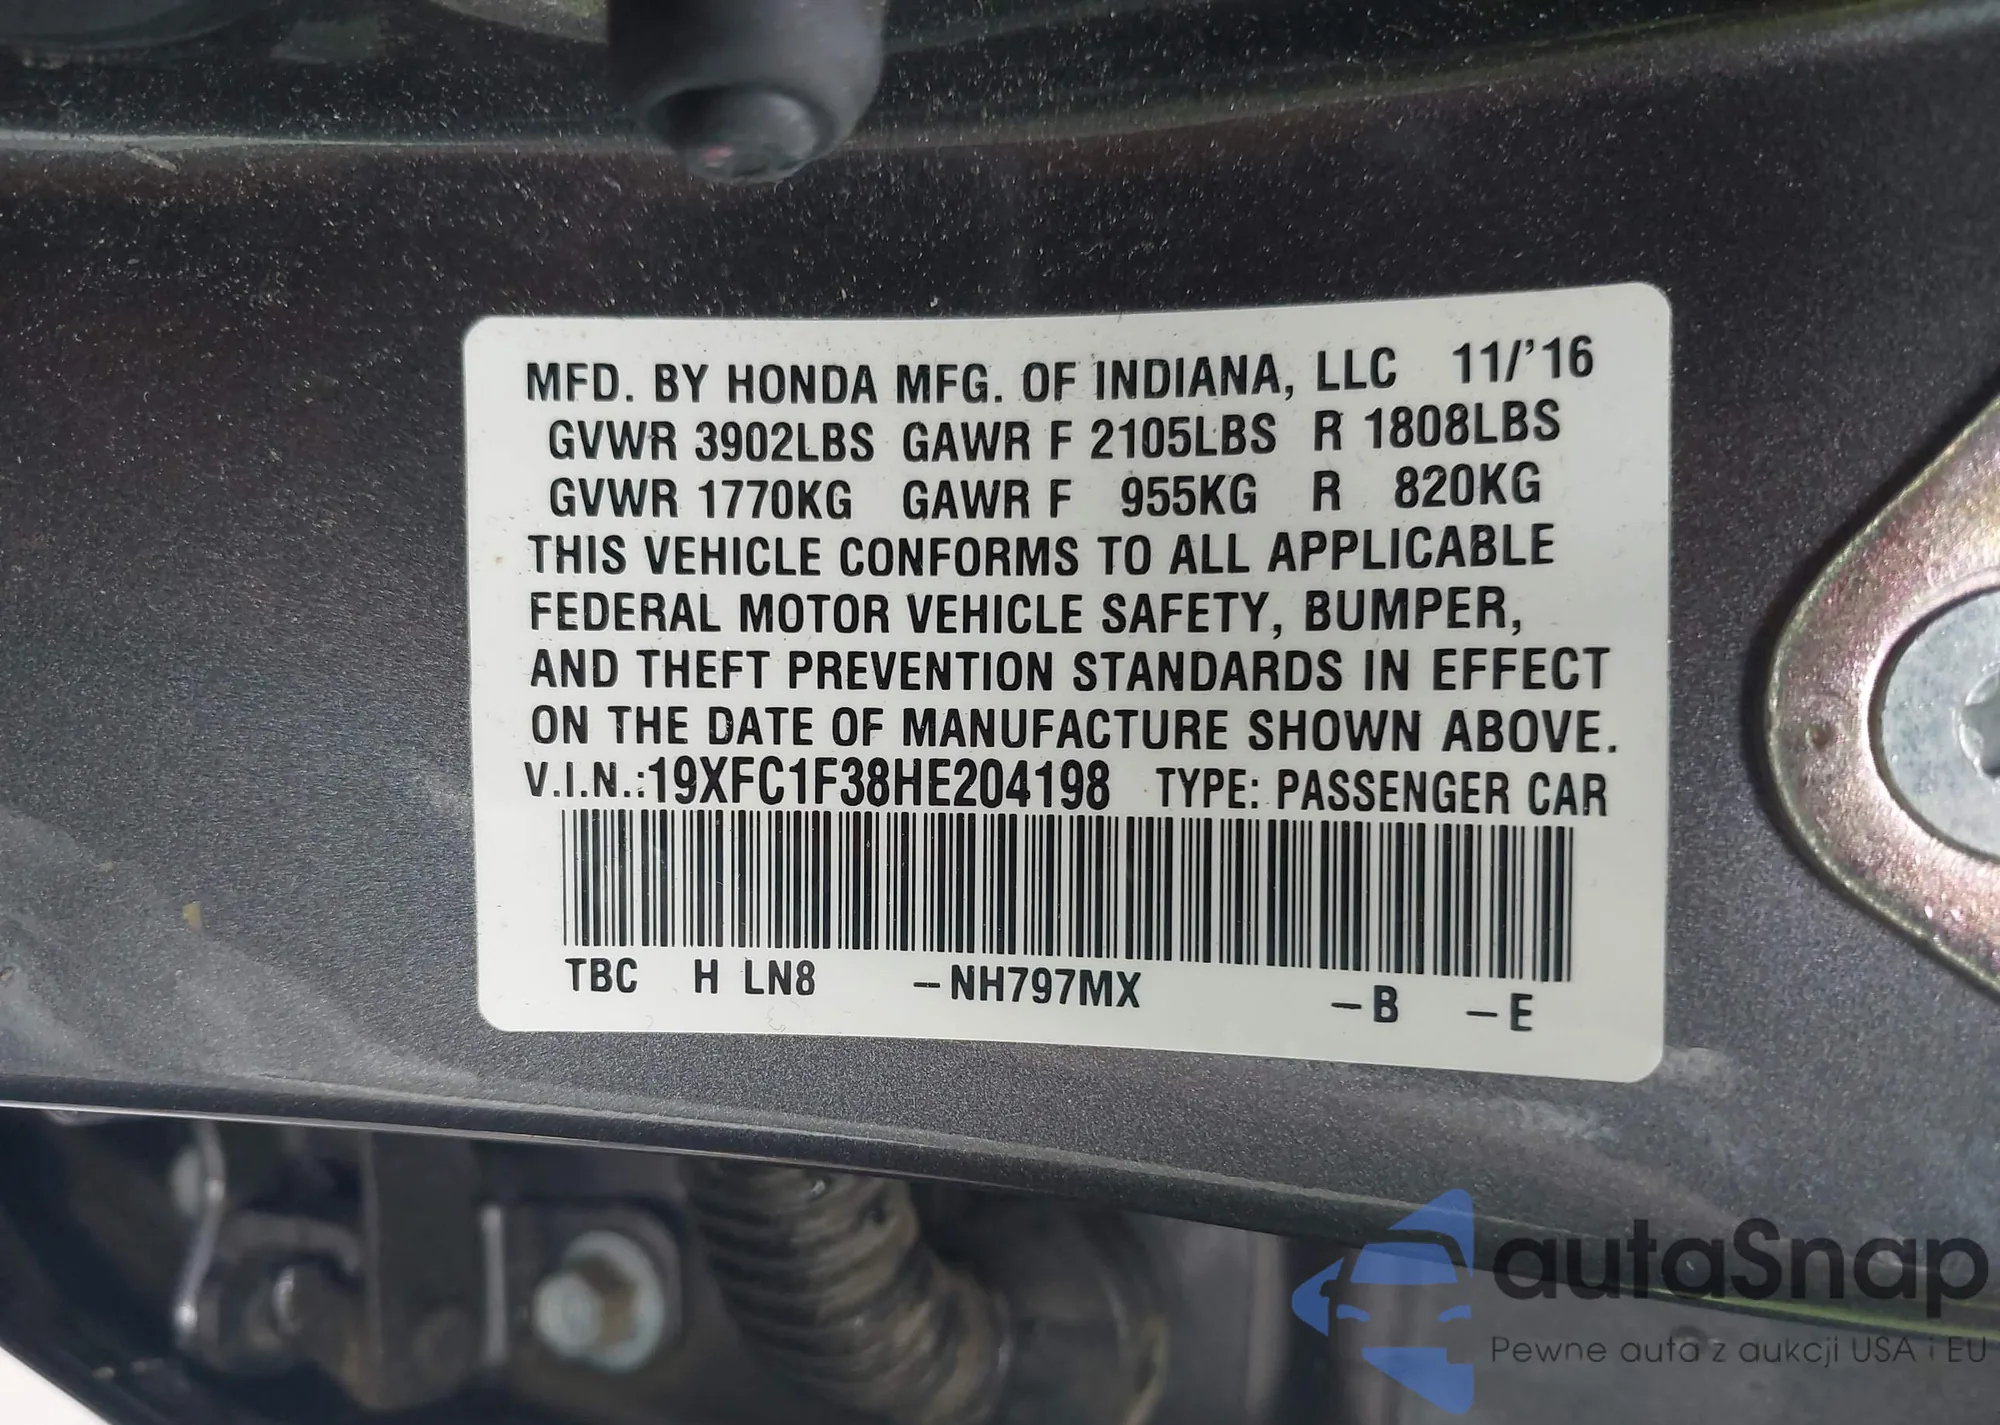 MFD. BY HONDA MFG. OF INDIANA, LLC 11/'16
GVWR 3902LBS GAWR F 2105LBS R 1808LBS
GVWR 1770KG GAWR F 955KG R 820KG
THIS VEHICLE CONFORMS TO ALL APPLICABLE
FEDERAL MOTOR VEHICLE SAFETY, BUMPER,
AND THEFT PREVENTION STANDARDS IN EFFECT
ON THE DATE OF MANUFACTURE SHOWN ABOVE.
V.I.N.:19XFC1F38HE204198 TYPE: PASSENGER CAR
TBC H LN8 –NH797MX –B –E
autaSnap
Pewne auta z aukcji USA i EU